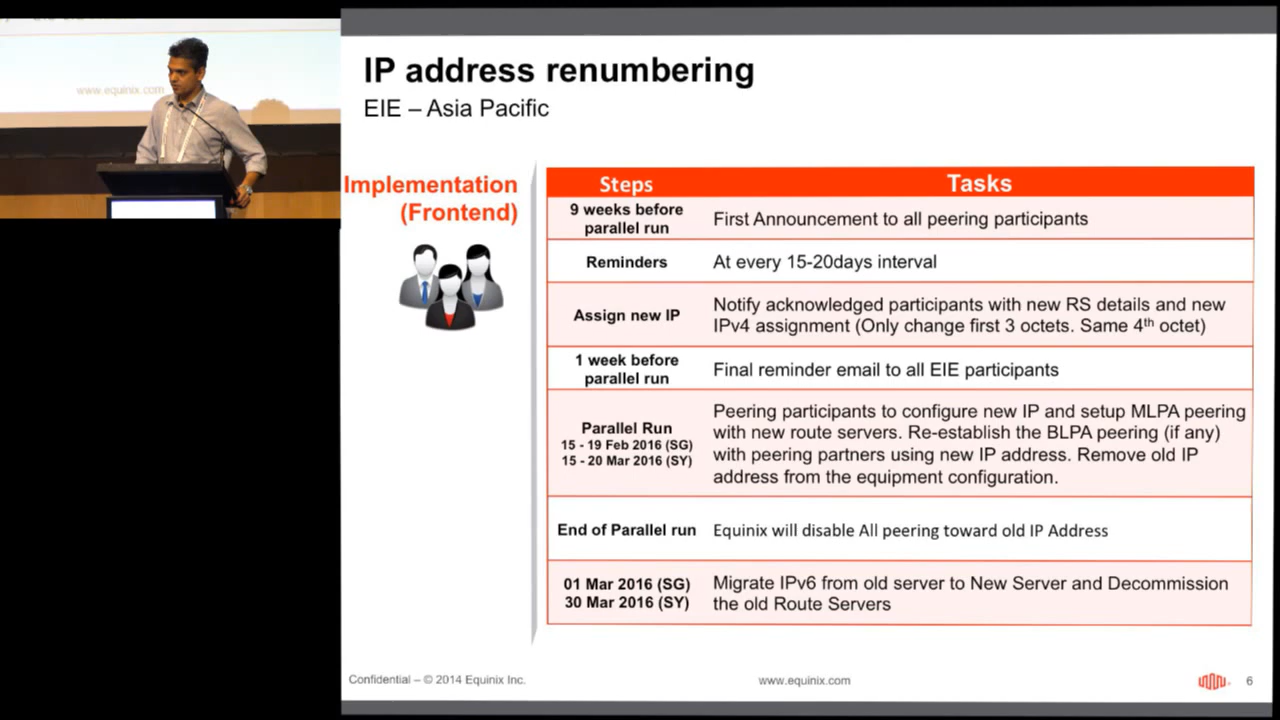 www.equinix.com
IP address renumbering
EIE – Asia Pacific
Implementation
(Frontend)
Steps
Tasks
9 weeks before
parallel run
First Announcement to all peering participants
Reminders
At every 15-20days interval
Assign new IP
Notify acknowledged participants with new RS details and new
IPv4 assignment (Only change first 3 octets. Same 4th octet)
1 week before
parallel run
Final reminder email to all EIE participants
Parallel Run
15 - 19 Feb 2016 (SG)
15 - 20 Mar 2016 (SY)
Peering participants to configure new IP and setup MLPA peering
with new route servers. Re-establish the BLPA peering (if any)
with peering partners using new IP address. Remove old IP
address from the equipment configuration.
End of Parallel run
Equinix will disable All peering toward old IP Address
01 Mar 2016 (SG)
30 Mar 2016 (SY)
Migrate IPv6 from old server to New Server and Decommission
the old Route Servers
Confidential – © 2014 Equinix Inc.
www.equinix.com
6